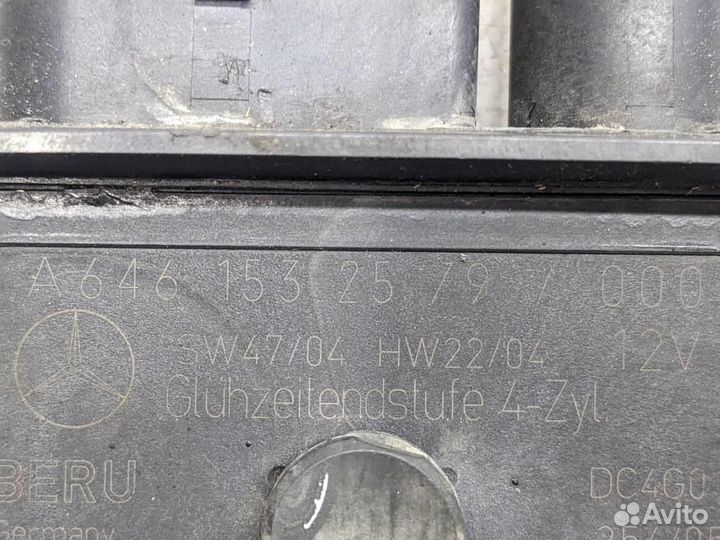 A 646 153 25 79 / 000
SW47/04 HW22/04 12V
Glühzeitendstufe 4-Zyl.
BERU DC4G0
Germany
Avito